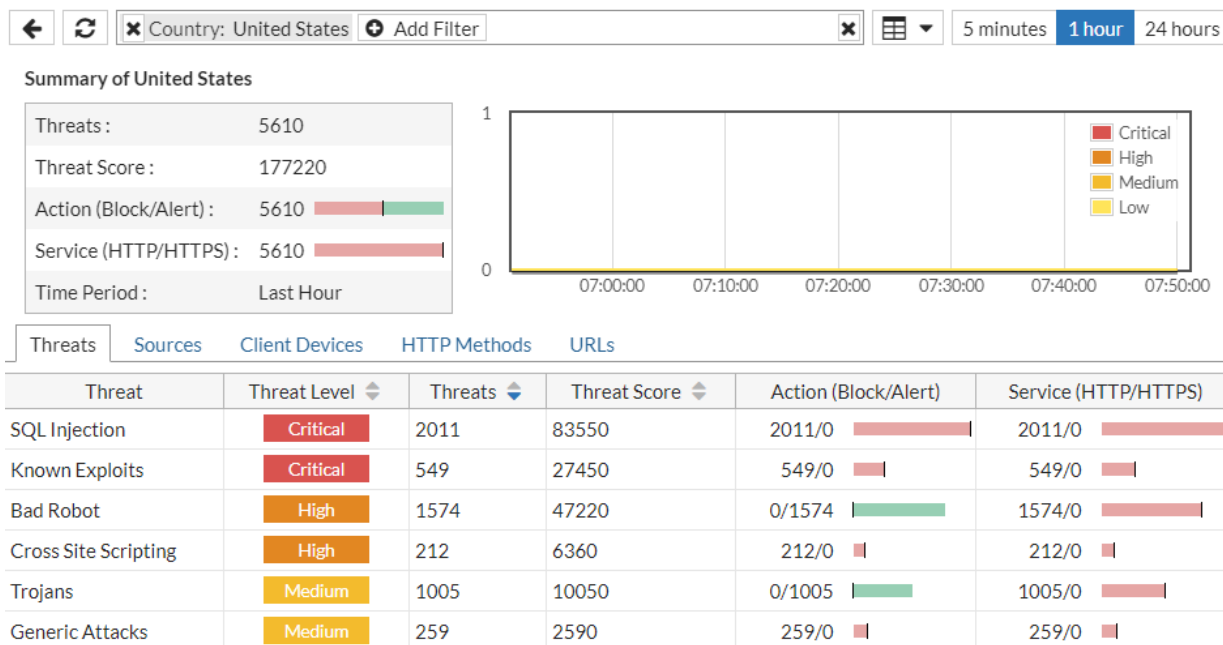 Country: United States Add Filter 5 minutes 1 hour 24 hours
Summary of United States
Threats : 5610
Threat Score : 177220
Action (Block/Alert) : 5610
Service (HTTP/HTTPS) : 5610
Time Period : Last Hour
1
0
Critical
High
Medium
Low
07:00:00 07:10:00 07:20:00 07:30:00 07:40:00 07:50:00
Threats Sources Client Devices HTTP Methods URLs
Threat Threat Level Threats Threat Score Action (Block/Alert) Service (HTTP/HTTPS)
SQL Injection Critical 2011 83550 2011/0 2011/0
Known Exploits Critical 549 27450 549/0 549/0
Bad Robot High 1574 47220 0/1574 1574/0
Cross Site Scripting High 212 6360 212/0 212/0
Trojans Medium 1005 10050 0/1005 1005/0
Generic Attacks Medium 259 2590 259/0 259/0